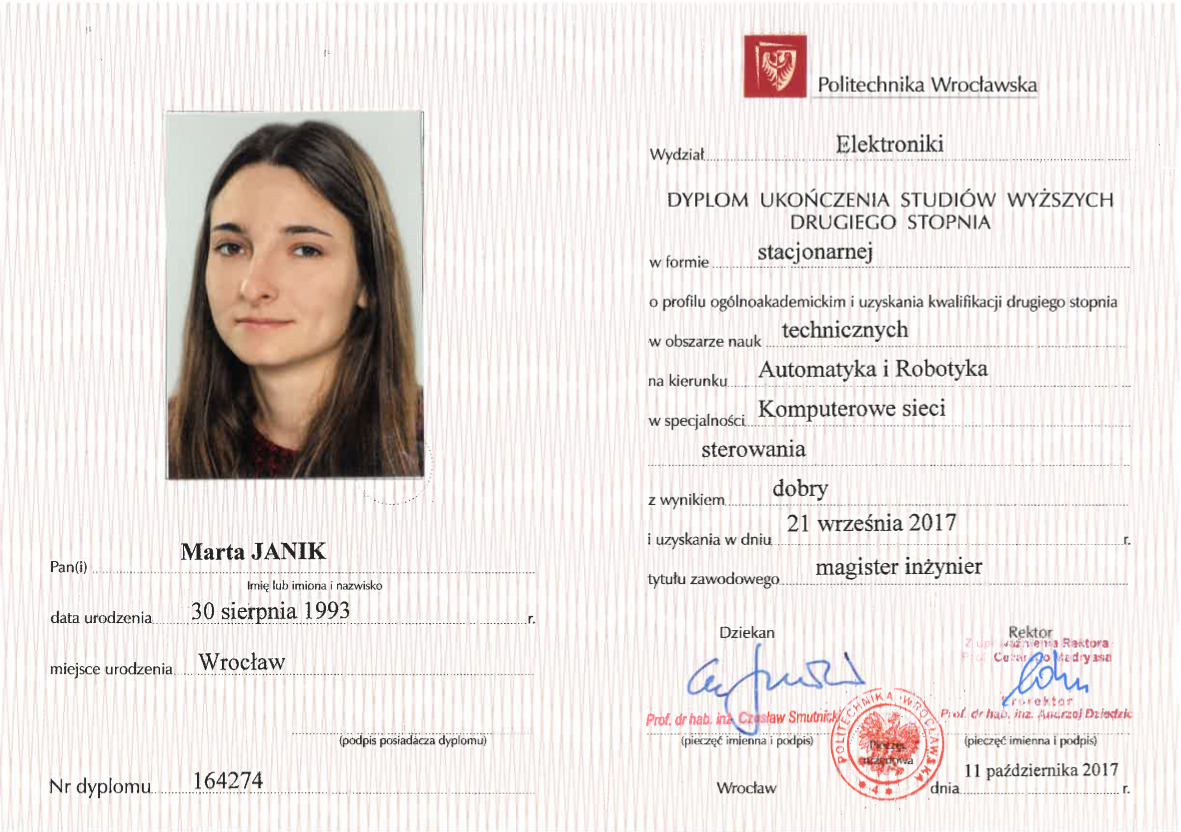 Pan(i) Marta JANIK
Imię lub imiona i nazwisko
data urodzenia 30 sierpnia 1993 r.
miejsce urodzenia Wrocław
(podpis posiadacza dyplomu)
Nr dyplomu 164274
Politechnika Wrocławska
Wydział Elektroniki
DYPLOM UKOŃCZENIA STUDIÓW WYŻSZYCH
DRUGIEGO STOPNIA
w formie stacjonarnej
o profilu ogólnoakademickim i uzyskania kwalifikacji drugiego stopnia
w obszarze nauk technicznych
na kierunku Automatyka i Robotyka
w specjalności Komputerowe sieci
sterowania
z wynikiem dobry
i uzyskania w dniu 21 września 2017 r.
tytułu zawodowego magister inżynier
Dziekan
Rektor
Z upoważnienia Rektora
Prof. Cezarego Madryasa
Prorektor
Prof. dr hab. inż. Czesław Smutnicki
Prof. dr hab. inż. Andrzej Dziedzic
(pieczęć imienna i podpis)
(pieczęć imienna i podpis)
POLITECHNIKA WROCŁAWSKA
* 4 *
Pieczęć
urzędowa
Wrocław dnia 11 października 2017 r.